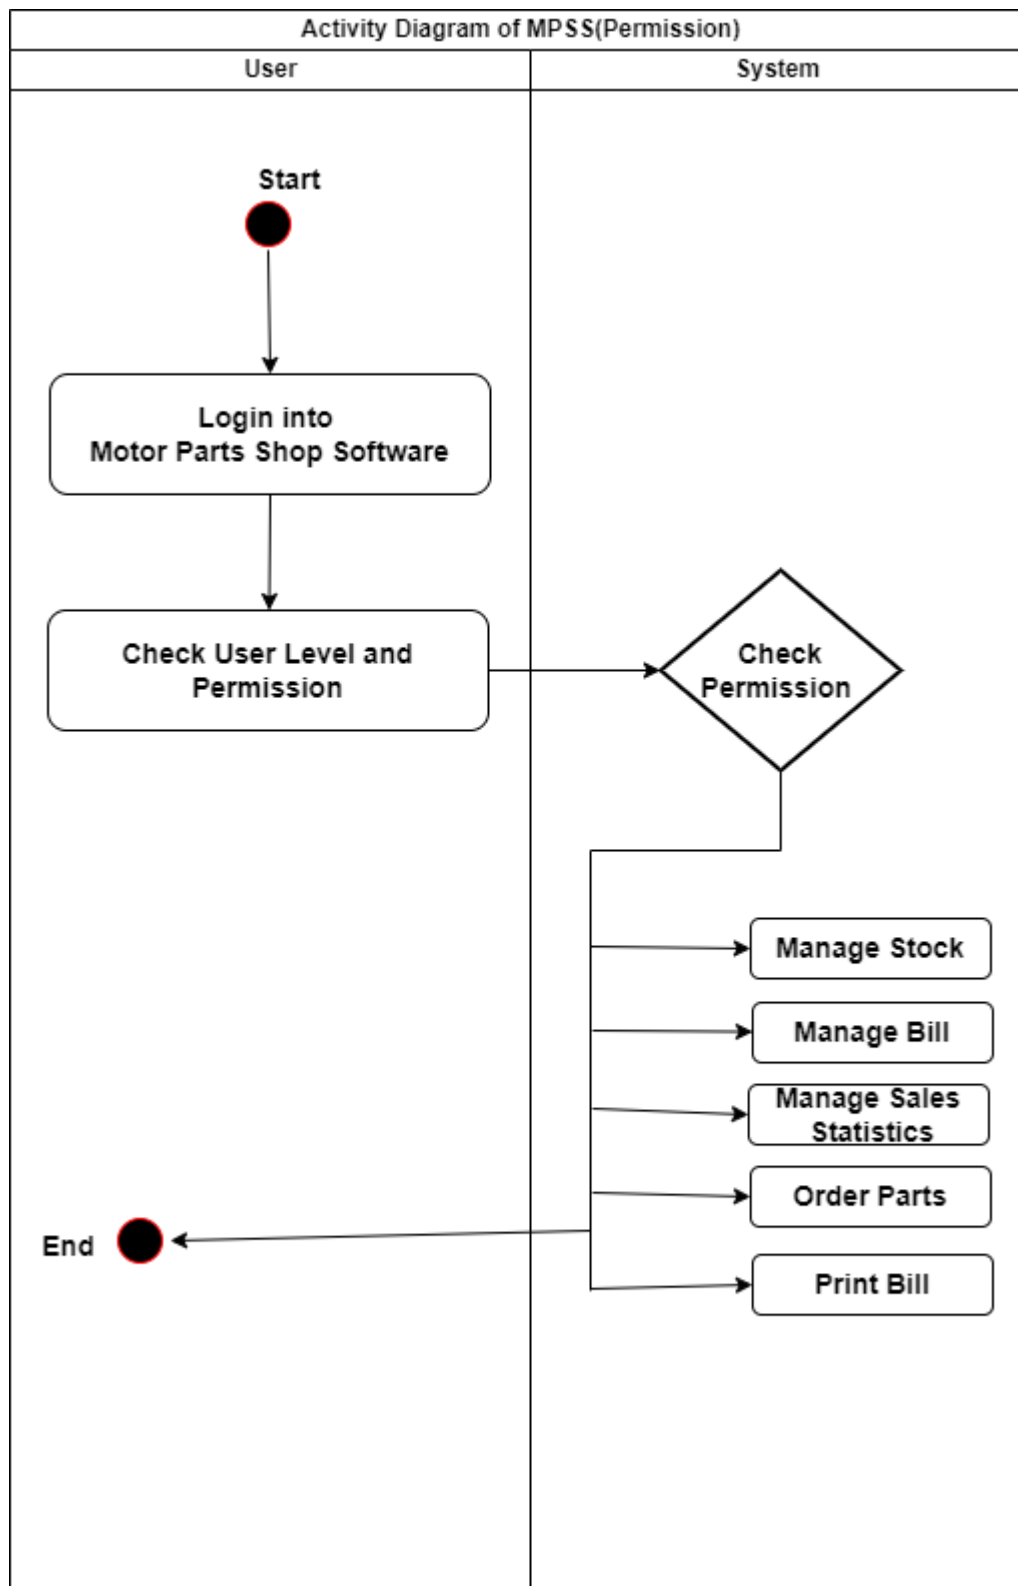 Activity Diagram of MPSS(Permission)
User
System
Start
Login into
Motor Parts Shop Software
Check User Level and
Permission
Check
Permission
Manage Stock
Manage Bill
Manage Sales
Statistics
Order Parts
End
Print Bill